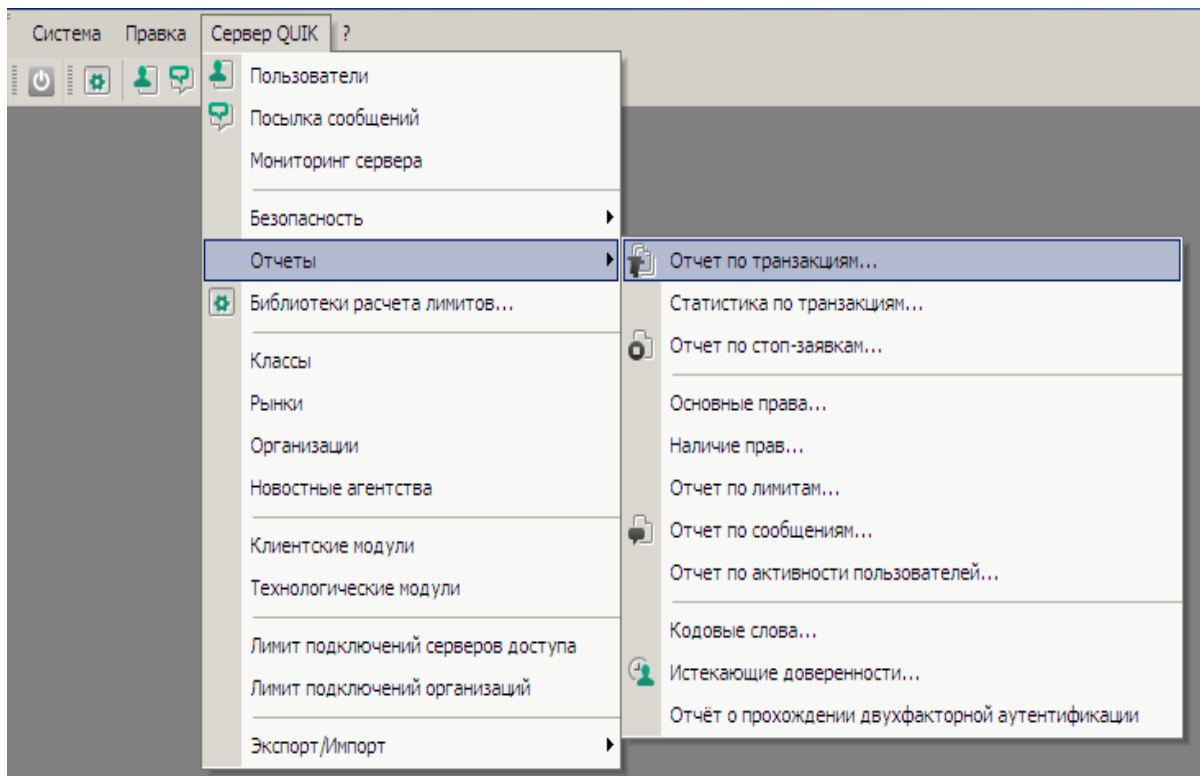 Система Правка Сервер QUIK ?
Пользователи
Посылка сообщений
Мониторинг сервера
Безопасность
Отчеты
Библиотеки расчета лимитов...
Классы
Рынки
Организации
Новостные агентства
Клиентские модули
Технологические модули
Лимит подключений серверов доступа
Лимит подключений организаций
Экспорт/Импорт
Отчет по транзакциям...
Статистика по транзакциям...
Отчет по стоп-заявкам...
Основные права...
Наличие прав...
Отчет по лимитам...
Отчет по сообщениям...
Отчет по активности пользователей...
Кодовые слова...
Истекающие доверенности...
Отчёт о прохождении двухфакторной аутентификации